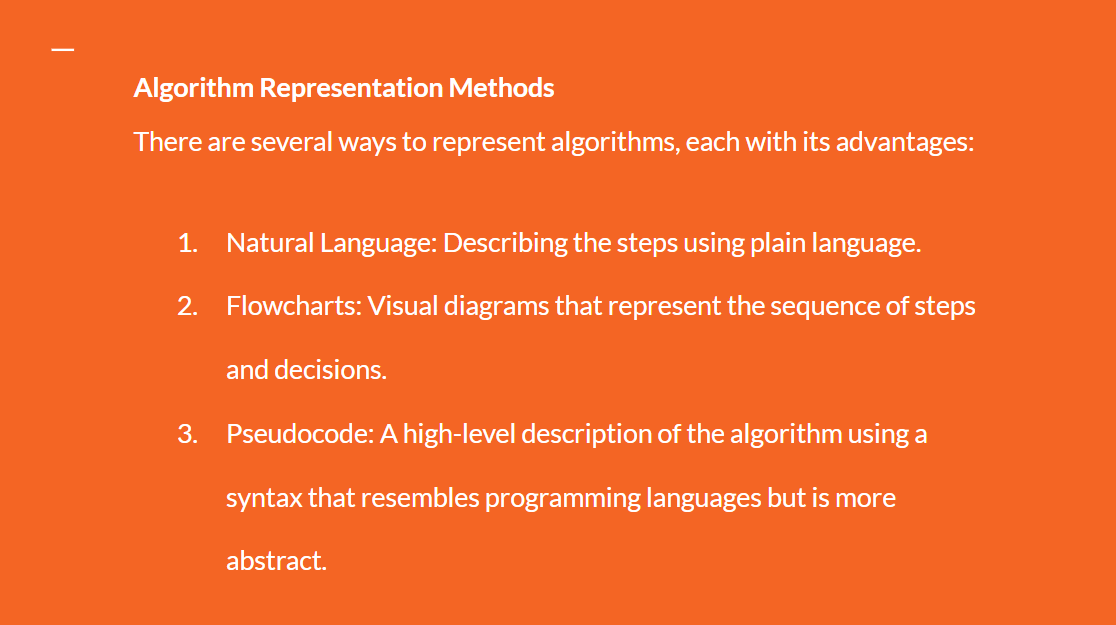 Algorithm Representation Methods
There are several ways to represent algorithms, each with its advantages:
1. Natural Language: Describing the steps using plain language.
2. Flowcharts: Visual diagrams that represent the sequence of steps
and decisions.
3. Pseudocode: A high-level description of the algorithm using a
syntax that resembles programming languages but is more
abstract.